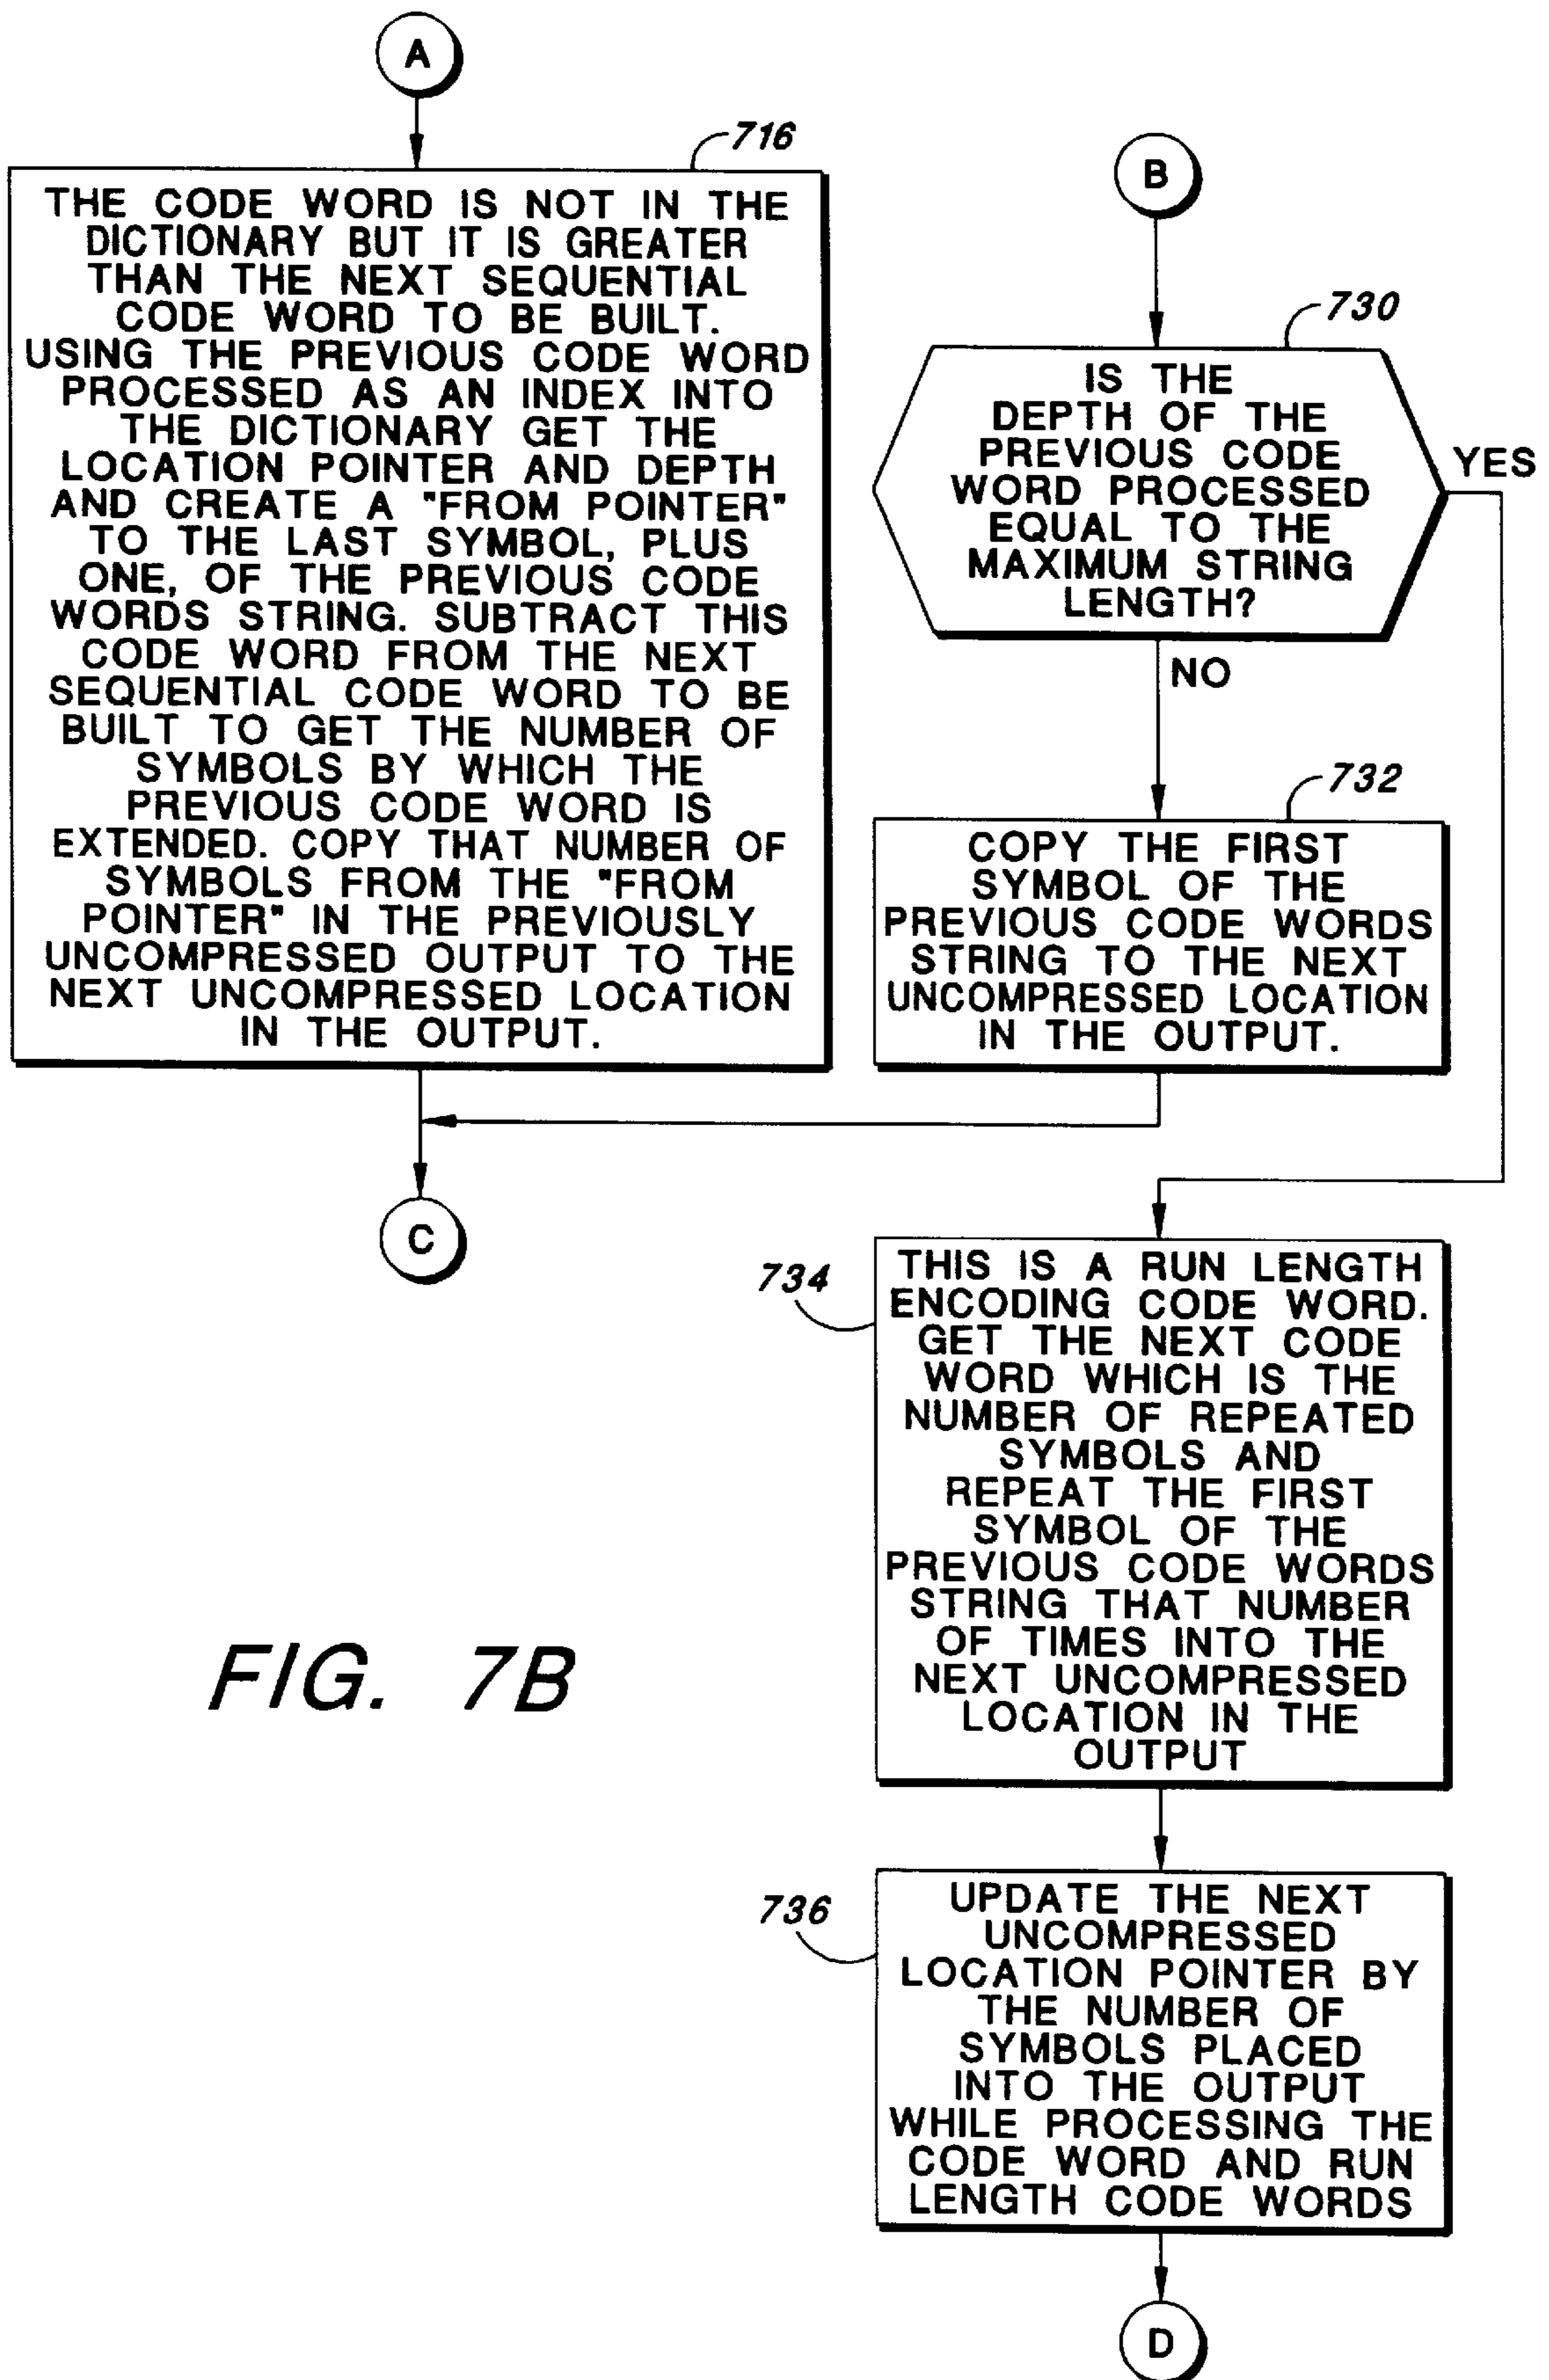 A
716
THE CODE WORD IS NOT IN THE
DICTIONARY BUT IT IS GREATER
THAN THE NEXT SEQUENTIAL
CODE WORD TO BE BUILT.
USING THE PREVIOUS CODE WORD
PROCESSED AS AN INDEX INTO
THE DICTIONARY GET THE
LOCATION POINTER AND DEPTH
AND CREATE A "FROM POINTER"
TO THE LAST SYMBOL, PLUS
ONE, OF THE PREVIOUS CODE
WORDS STRING. SUBTRACT THIS
CODE WORD FROM THE NEXT
SEQUENTIAL CODE WORD TO BE
BUILT TO GET THE NUMBER OF
SYMBOLS BY WHICH THE
PREVIOUS CODE WORD IS
EXTENDED. COPY THAT NUMBER OF
SYMBOLS FROM THE "FROM
POINTER" IN THE PREVIOUSLY
UNCOMPRESSED OUTPUT TO THE
NEXT UNCOMPRESSED LOCATION
IN THE OUTPUT.
C
B
730
IS THE
DEPTH OF THE
PREVIOUS CODE
WORD PROCESSED
EQUAL TO THE
MAXIMUM STRING
LENGTH?
YES
NO
732
COPY THE FIRST
SYMBOL OF THE
PREVIOUS CODE WORDS
STRING TO THE NEXT
UNCOMPRESSED LOCATION
IN THE OUTPUT.
734
THIS IS A RUN LENGTH
ENCODING CODE WORD.
GET THE NEXT CODE
WORD WHICH IS THE
NUMBER OF REPEATED
SYMBOLS AND
REPEAT THE FIRST
SYMBOL OF THE
PREVIOUS CODE WORDS
STRING THAT NUMBER
OF TIMES INTO THE
NEXT UNCOMPRESSED
LOCATION IN THE
OUTPUT
736
UPDATE THE NEXT
UNCOMPRESSED
LOCATION POINTER BY
THE NUMBER OF
SYMBOLS PLACED
INTO THE OUTPUT
WHILE PROCESSING THE
CODE WORD AND RUN
LENGTH CODE WORDS
D
FIG. 7B